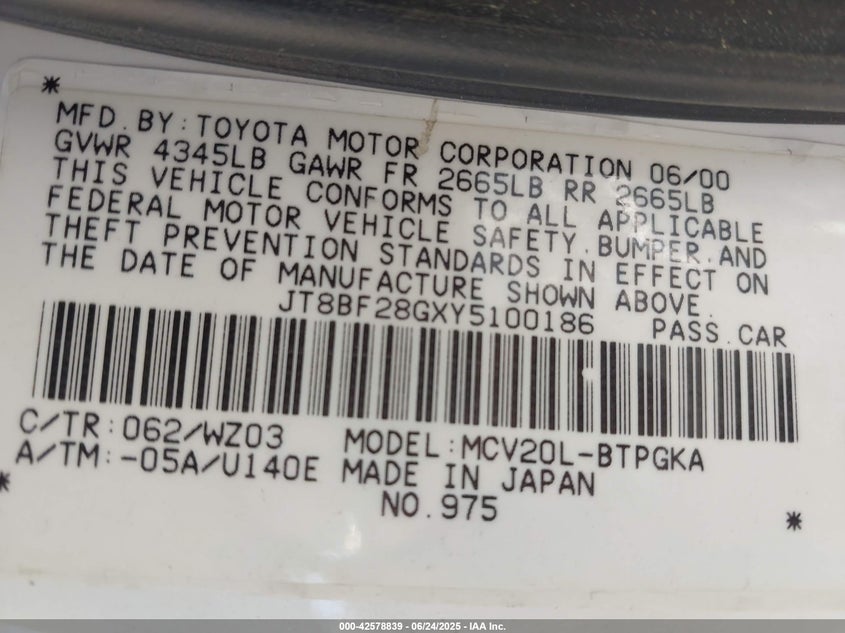 *
MFD. BY: TOYOTA MOTOR CORPORATION 06/00
GVWR 4345LB GAWR FR 2665LB RR 2665LB
THIS VEHICLE CONFORMS TO ALL APPLICABLE
FEDERAL MOTOR VEHICLE SAFETY, BUMPER, AND
THEFT PREVENTION STANDARDS IN EFFECT ON
THE DATE OF MANUFACTURE SHOWN ABOVE.
JT8BF28GXY5100186 PASS. CAR
C/TR: 062/WZ03 MODEL: MCV20L-BTPGKA
A/TM: -05A/U140E MADE IN JAPAN
* NO. 975 *
000-42578839 - 06/24/2025 - IAA Inc.